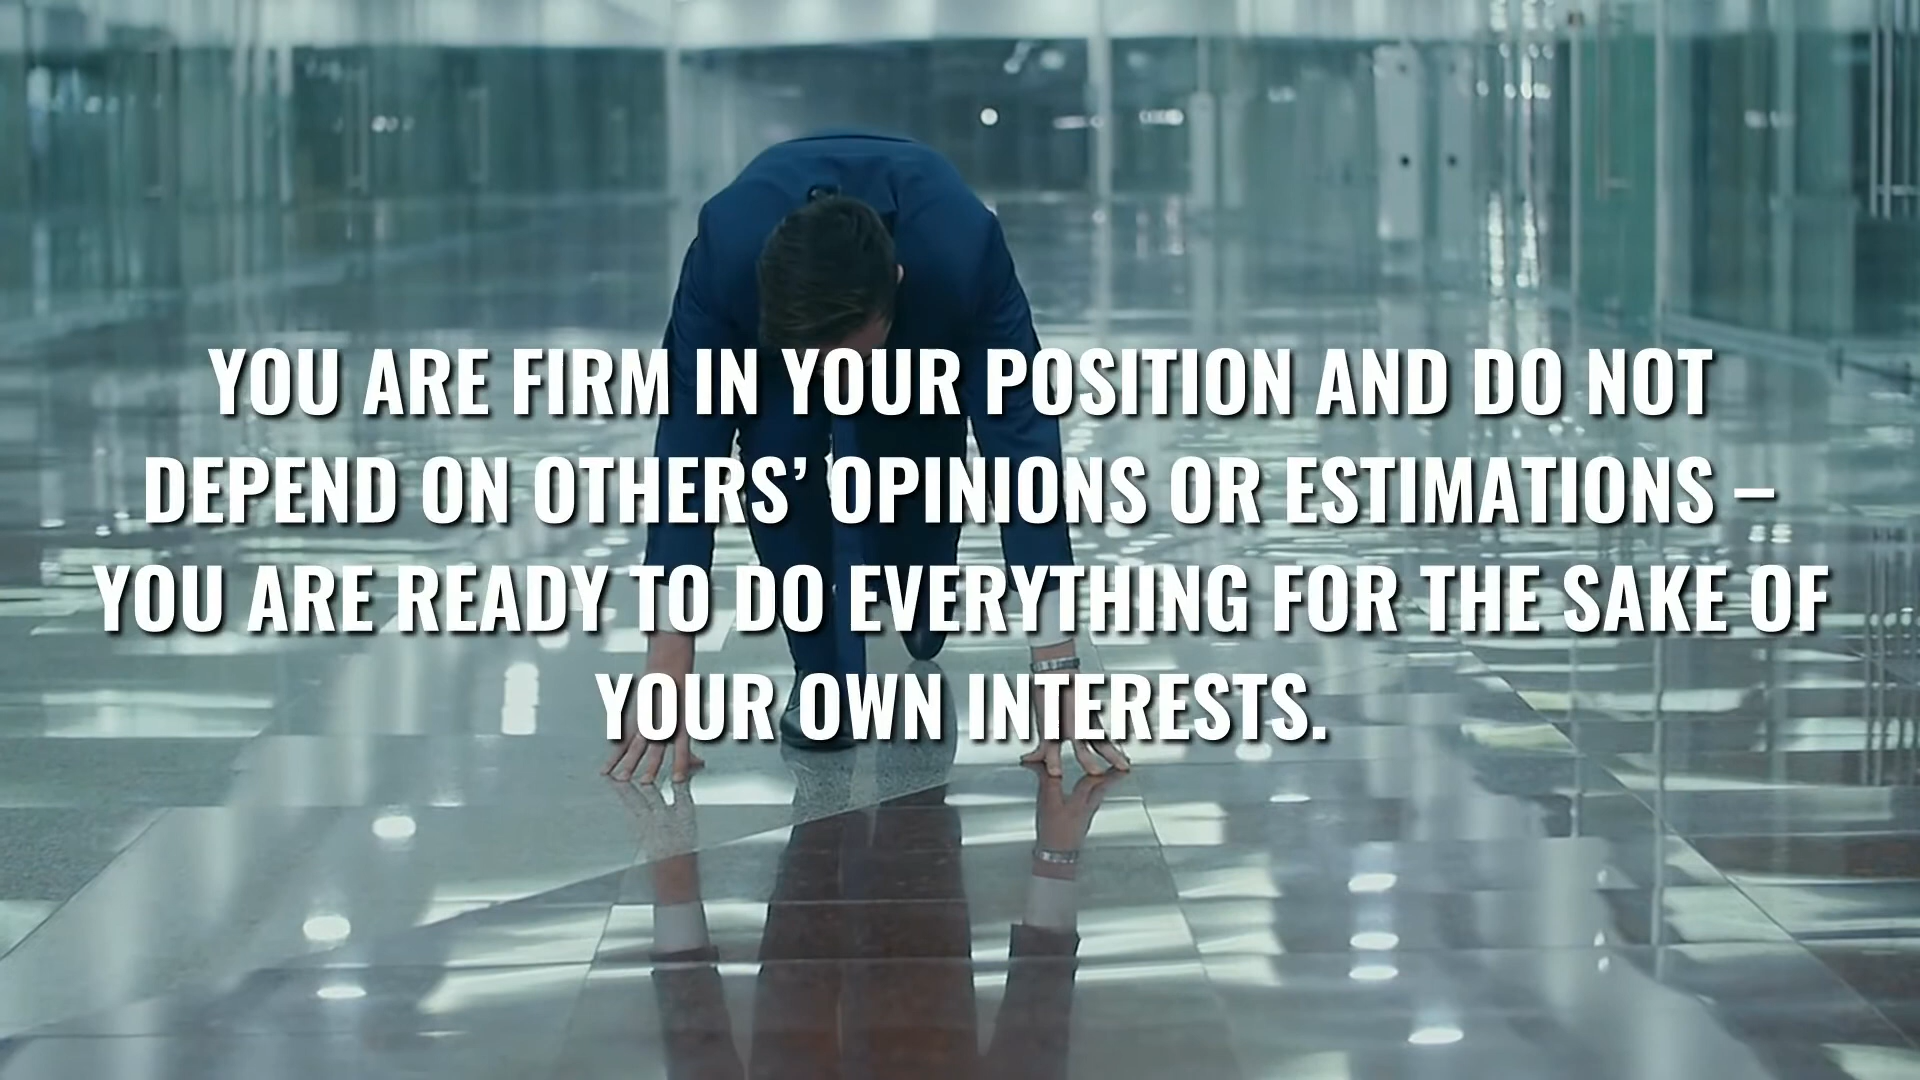 YOU ARE FIRM IN YOUR POSITION AND DO NOT
DEPEND ON OTHERS’ OPINIONS OR ESTIMATIONS –
YOU ARE READY TO DO EVERYTHING FOR THE SAKE OF
YOUR OWN INTERESTS.